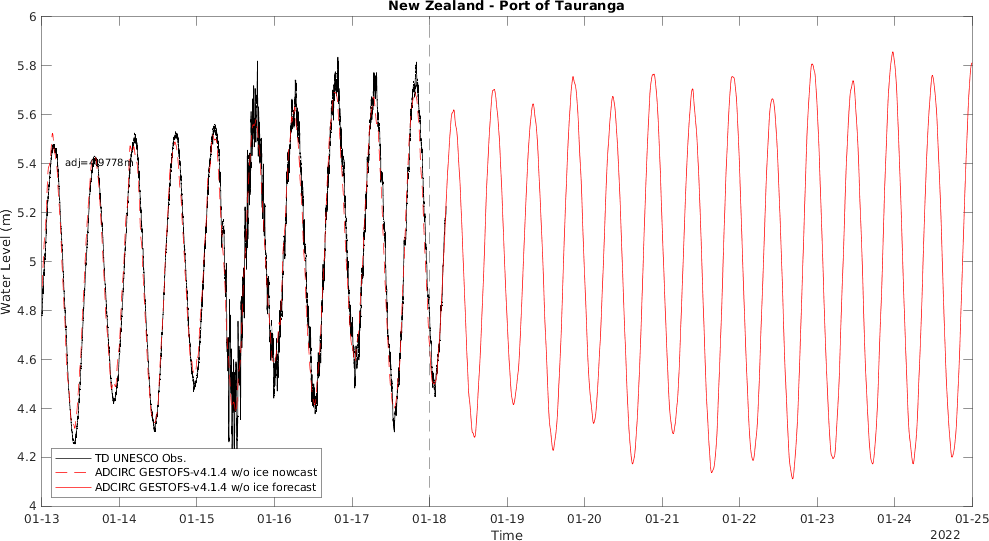 New Zealand - Port of Tauranga
6
5.8
5.6
5.4
5.2
5
4.8
4.6
4.4
4.2
4
Water Level (m)
adj=4.9778m
TD UNESCO Obs.
ADCIRC GESTOFS-v4.1.4 w/o ice nowcast
ADCIRC GESTOFS-v4.1.4 w/o ice forecast
01-13 01-14 01-15 01-16 01-17 01-18 01-19 01-20 01-21 01-22 01-23 01-24 01-25
Time
2022